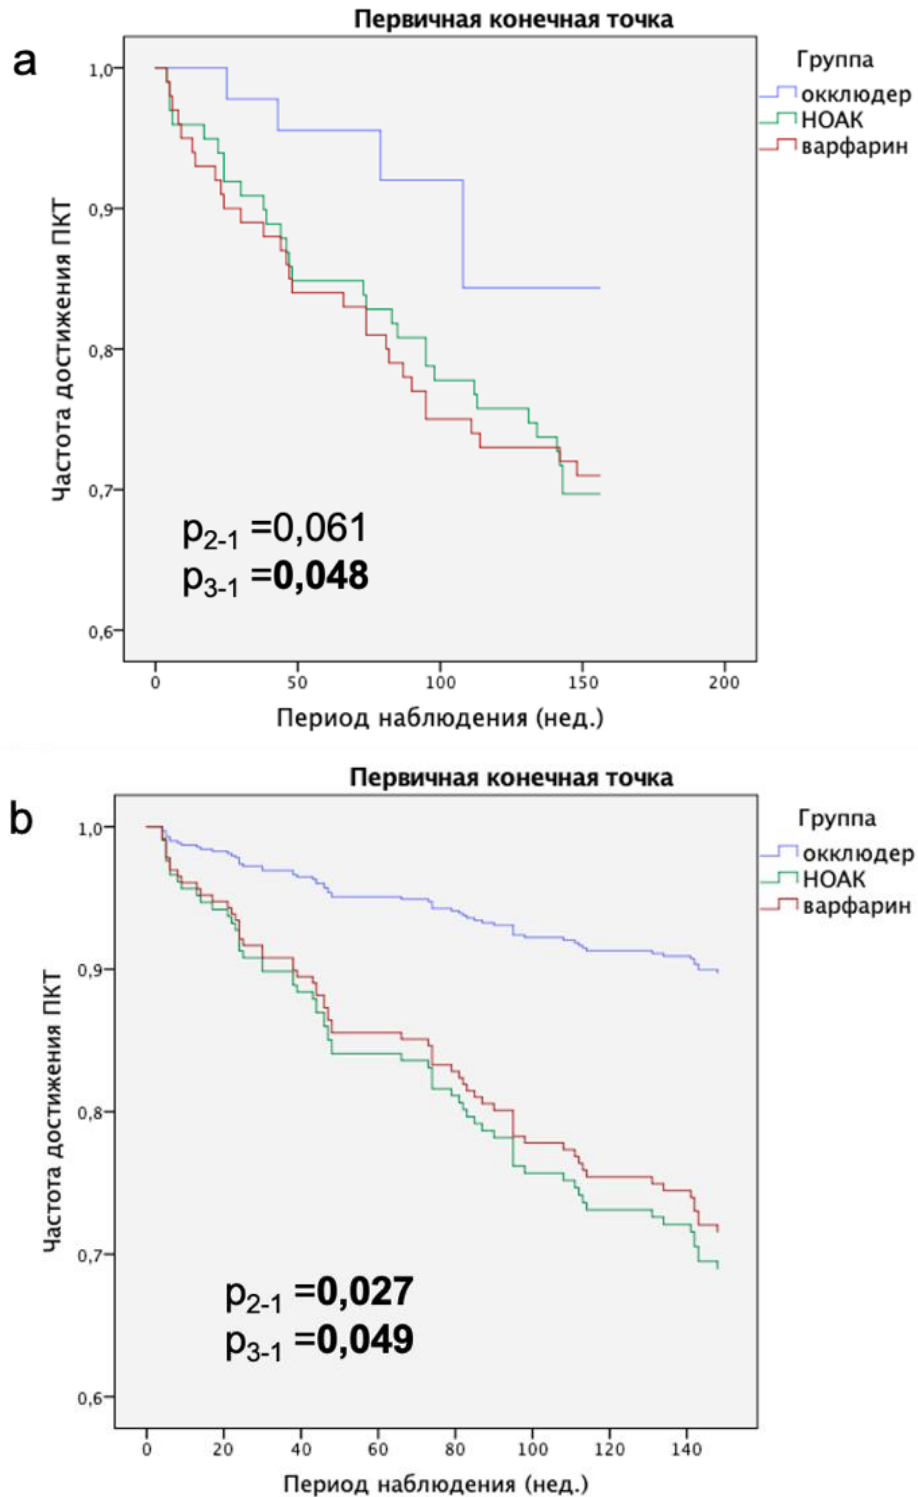 Первичная конечная точка
a
Группа
окклюдер
НОАК
варфарин
Частота достижения ПКТ
1,0
0,9
0,8
0,7
0,6
p2-1 =0,061
p3-1 =0,048
0 50 100 150 200
Период наблюдения (нед.)
Первичная конечная точка
b
Группа
окклюдер
НОАК
варфарин
Частота достижения ПКТ
1,0
0,9
0,8
0,7
0,6
p2-1 =0,027
p3-1 =0,049
0 20 40 60 80 100 120 140
Период наблюдения (нед.)